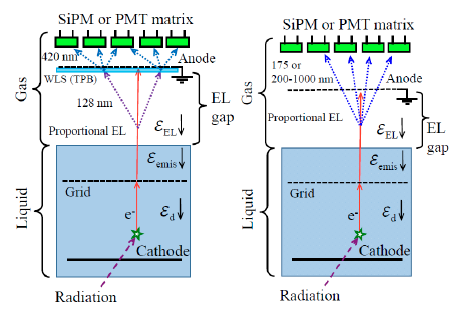 SiPM or PMT matrix
420 nm
Anode
WLS (TPB)
128 nm
Gas
EL
gap
Proportional EL
ℰEL
ℰemis
Grid
Liquid
e-
ℰd
Cathode
Radiation
SiPM or PMT matrix
175 or
200-1000 nm
Anode
Gas
Proportional EL
ℰEL
EL
gap
ℰemis
Grid
Liquid
e-
ℰd
Cathode
Radiation